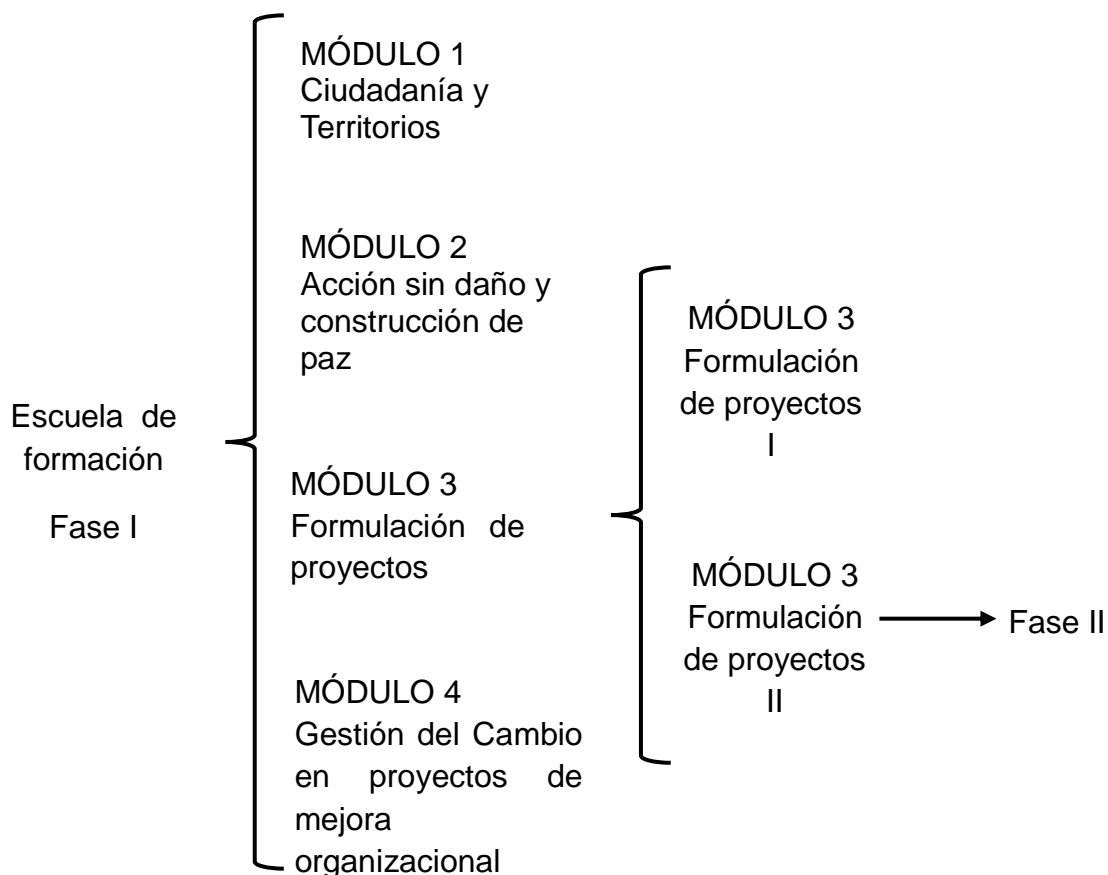 Escuela de
formación
Fase I
MÓDULO 1
Ciudadanía y
Territorios
MÓDULO 2
Acción sin daño y
construcción de
paz
MÓDULO 3
Formulación de
proyectos
MÓDULO 4
Gestión del Cambio
en proyectos de
mejora
organizacional
MÓDULO 3
Formulación
de proyectos
I
MÓDULO 3
Formulación
de proyectos
II
Fase II